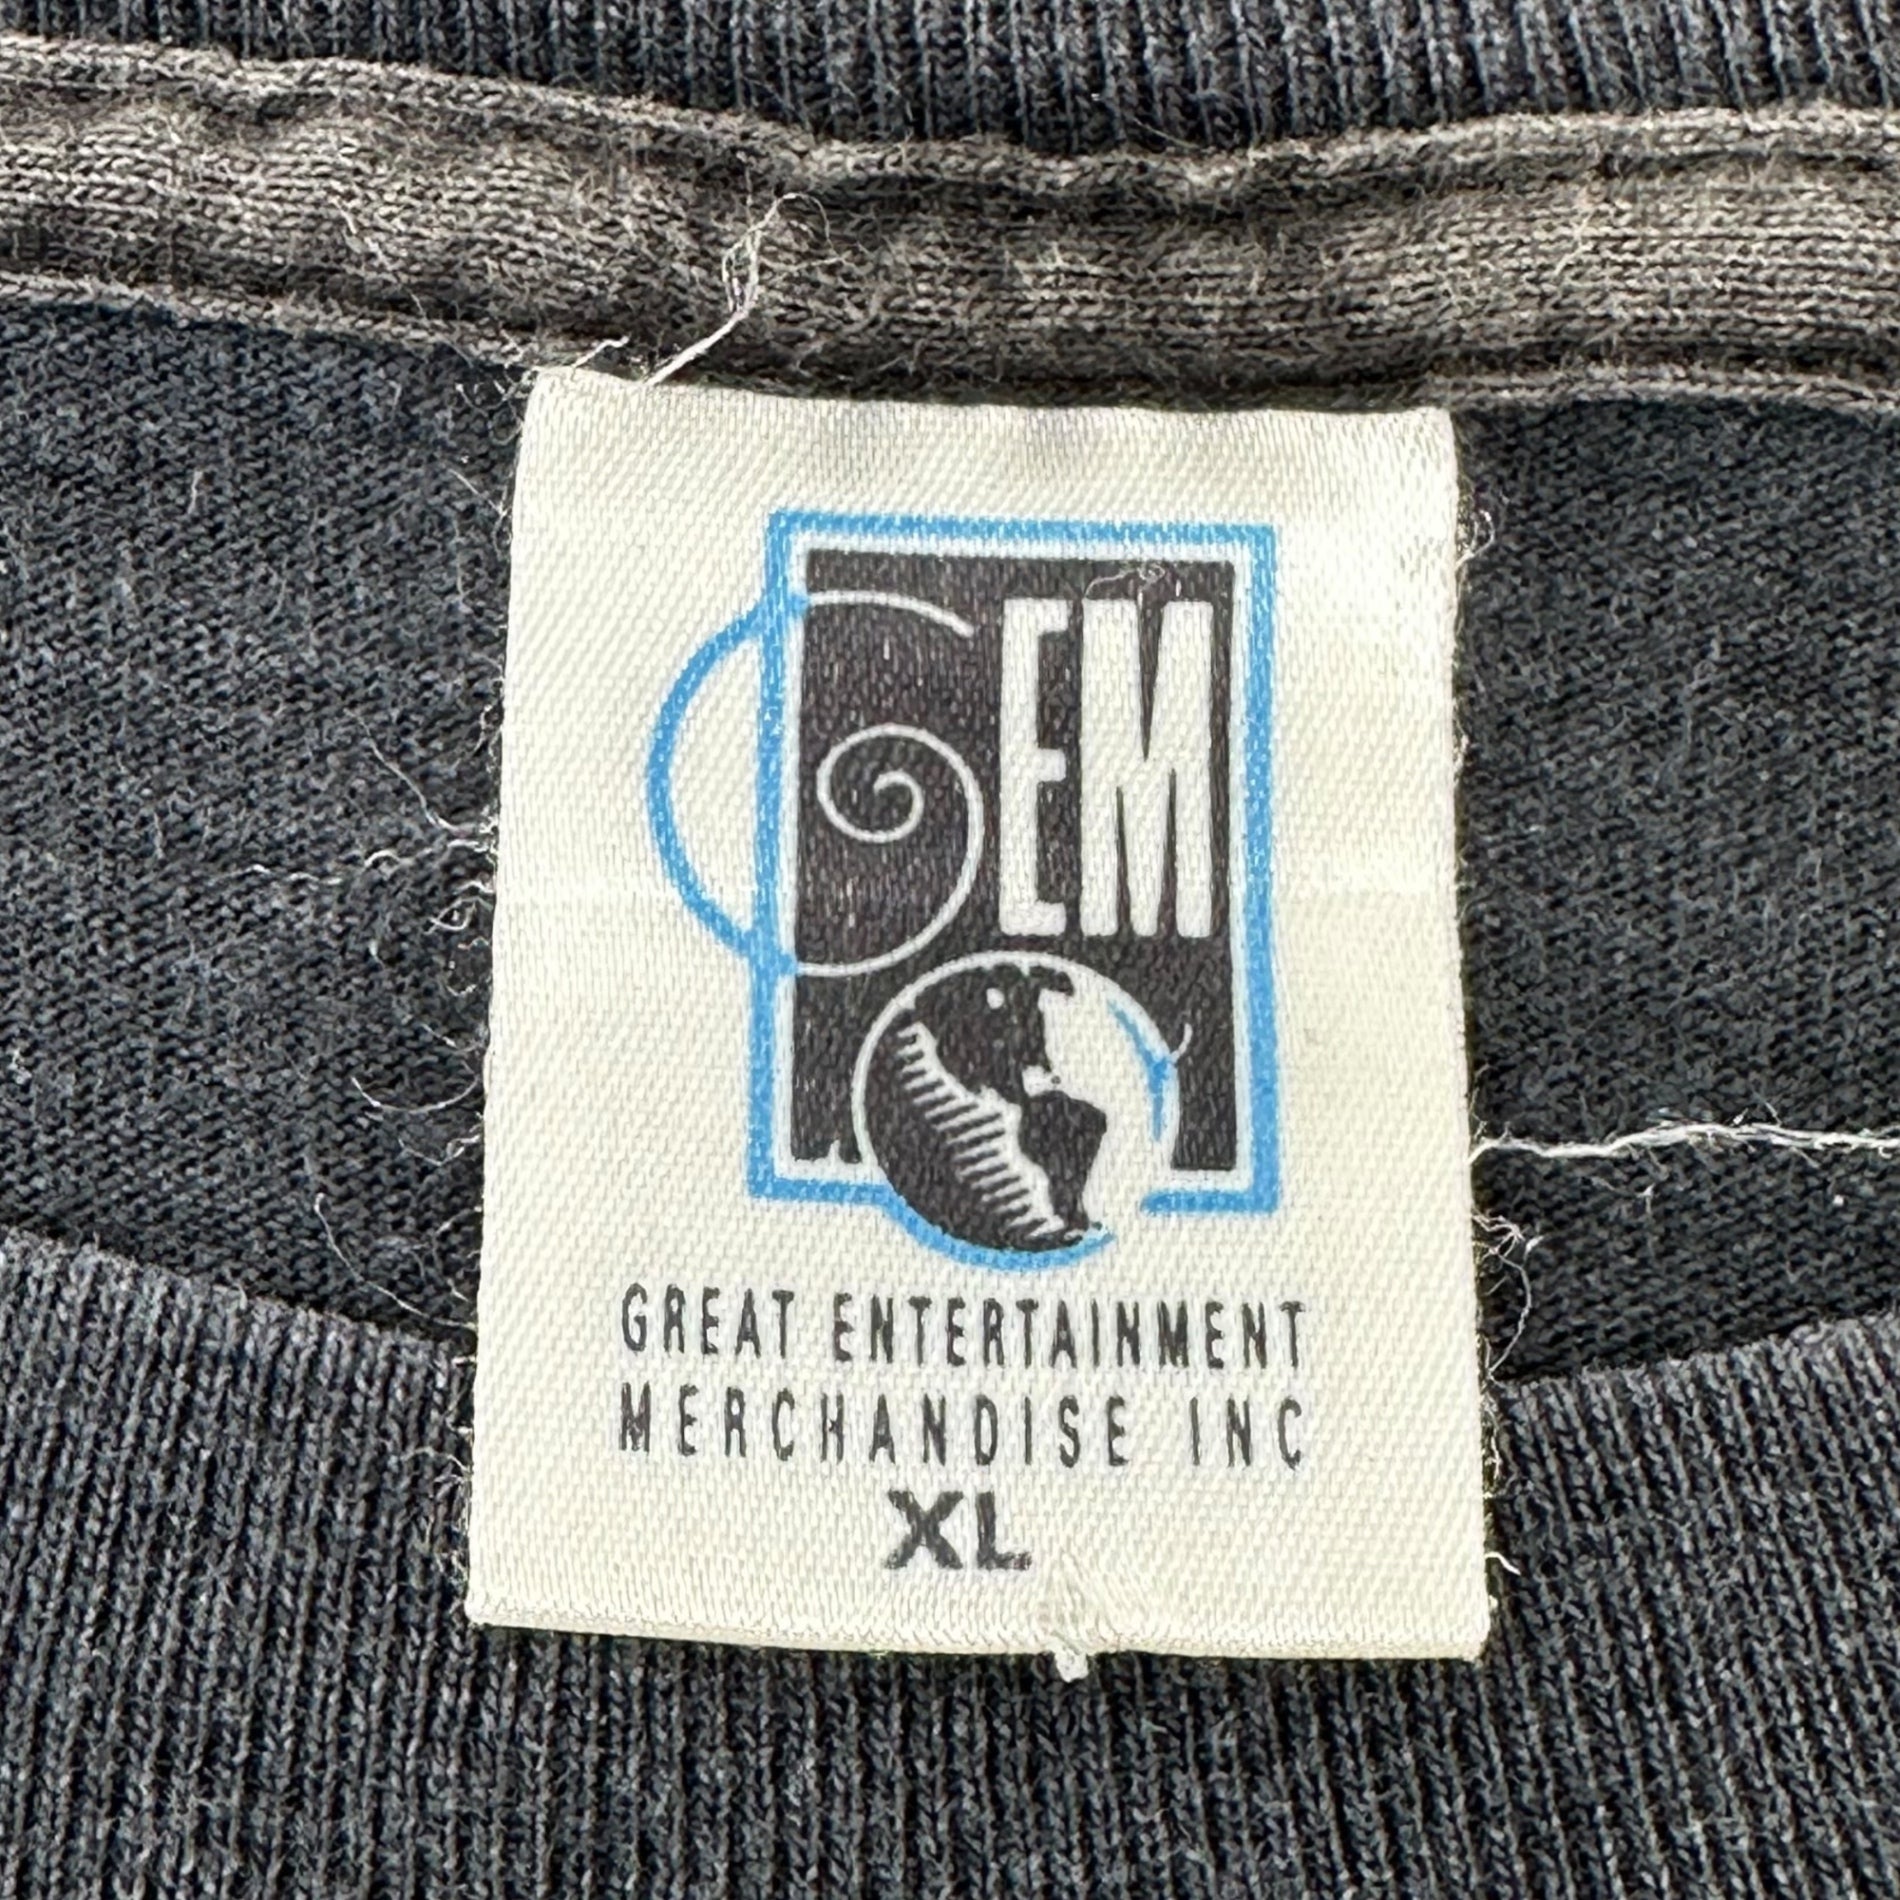 GEM
GREAT ENTERTAINMENT
MERCHANDISE INC
XL